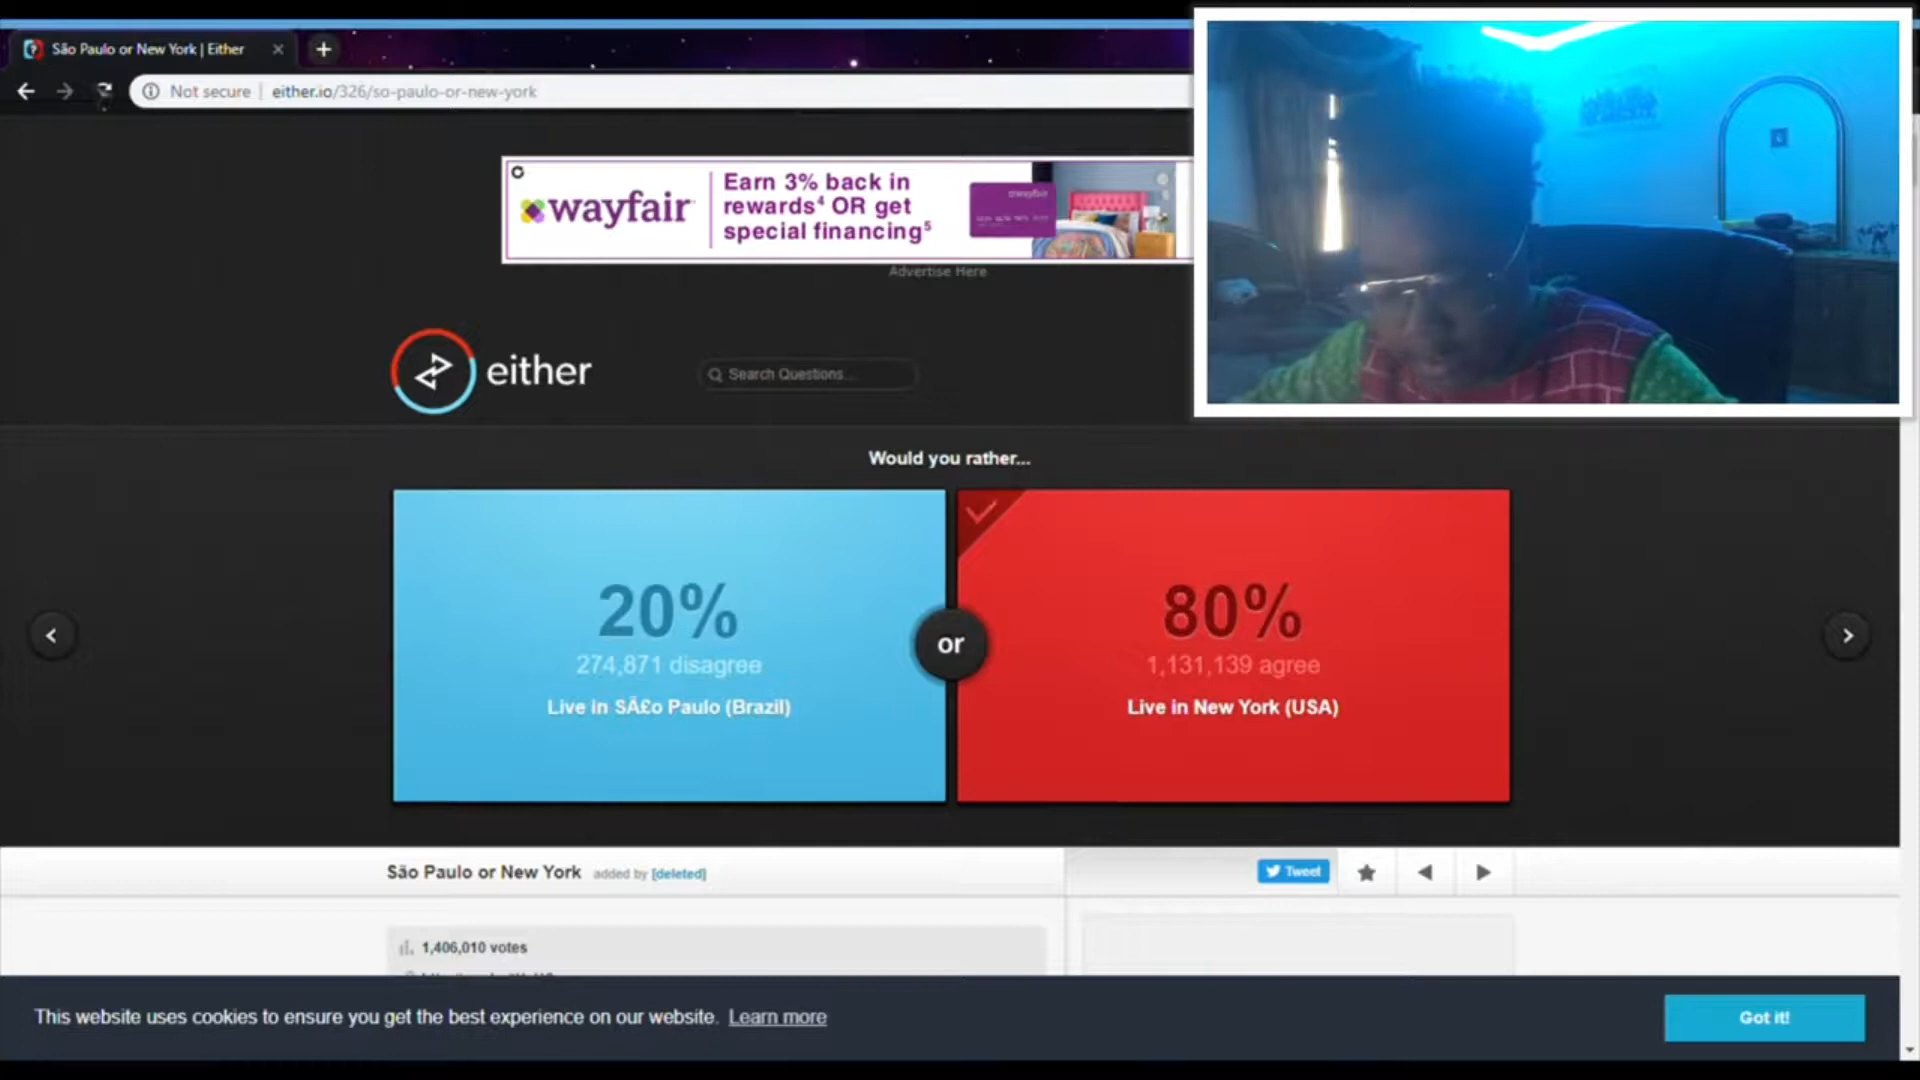 São Paulo or New York | Either
Not secure
either.io/326/so-paulo-or-new-york
wayfair
Earn 3% back in
rewards⁴ OR get
special financing⁵
wayfair
Advertise Here
either
Search Questions...
Would you rather...
20%
274,871 disagree
Live in SÃ£o Paulo (Brazil)
or
80%
1,131,139 agree
Live in New York (USA)
São Paulo or New York added by [deleted]
Tweet
1,406,010 votes
This website uses cookies to ensure you get the best experience on our website. Learn more
Got it!